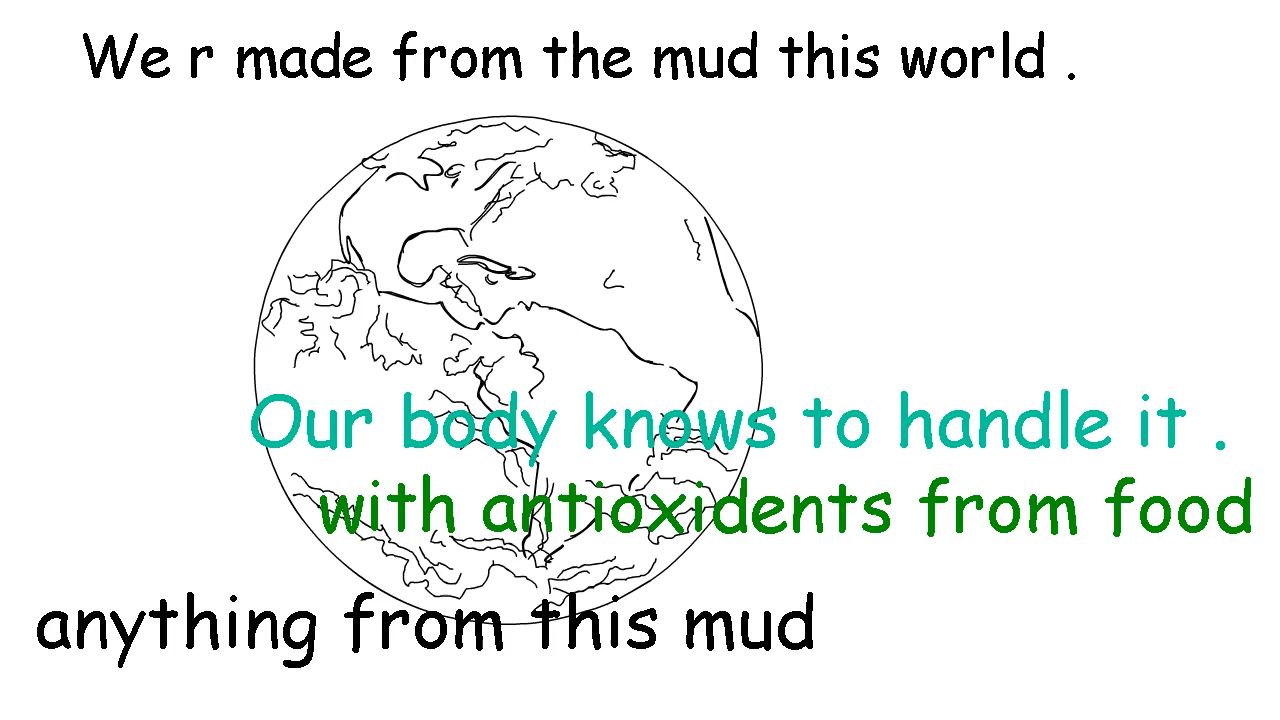 We r made from the mud this world .
Our body knows to handle it .
with antioxidents from food
anything from this mud